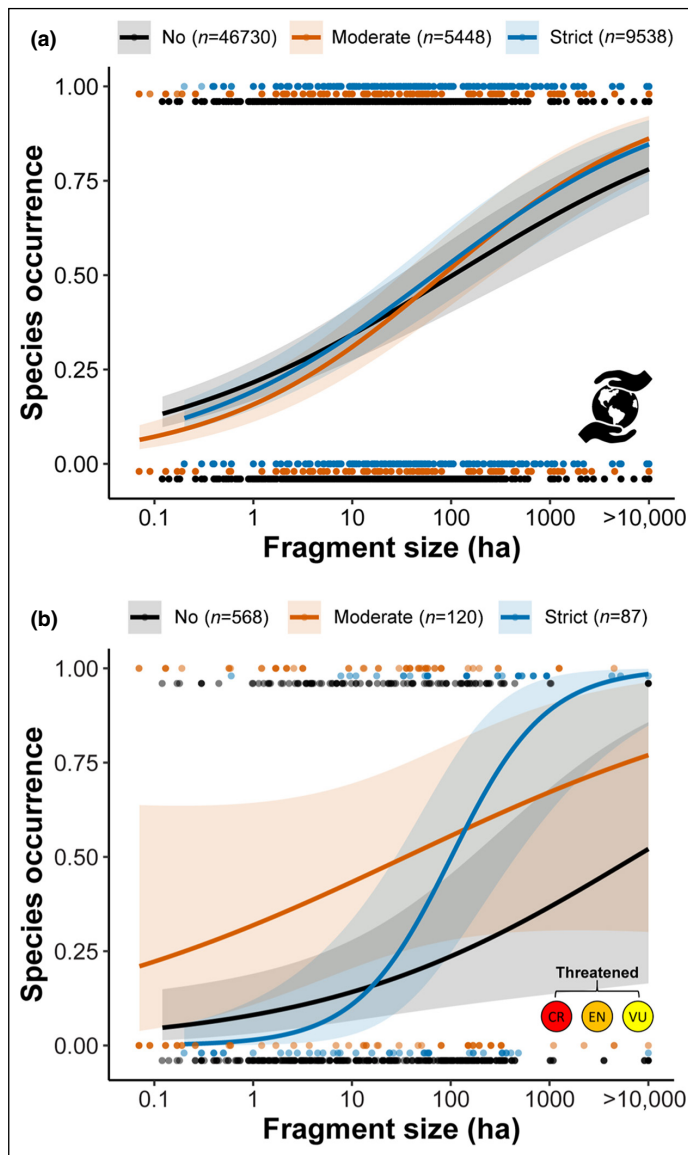 (a)
No (n=46730) Moderate (n=5448) Strict (n=9538)
1.00
0.75
0.50
0.25
0.00
Species occurrence
0.1 1 10 100 1000 >10,000
Fragment size (ha)
(b)
No (n=568) Moderate (n=120) Strict (n=87)
1.00
0.75
0.50
0.25
0.00
Species occurrence
Threatened
CR EN VU
0.1 1 10 100 1000 >10,000
Fragment size (ha)